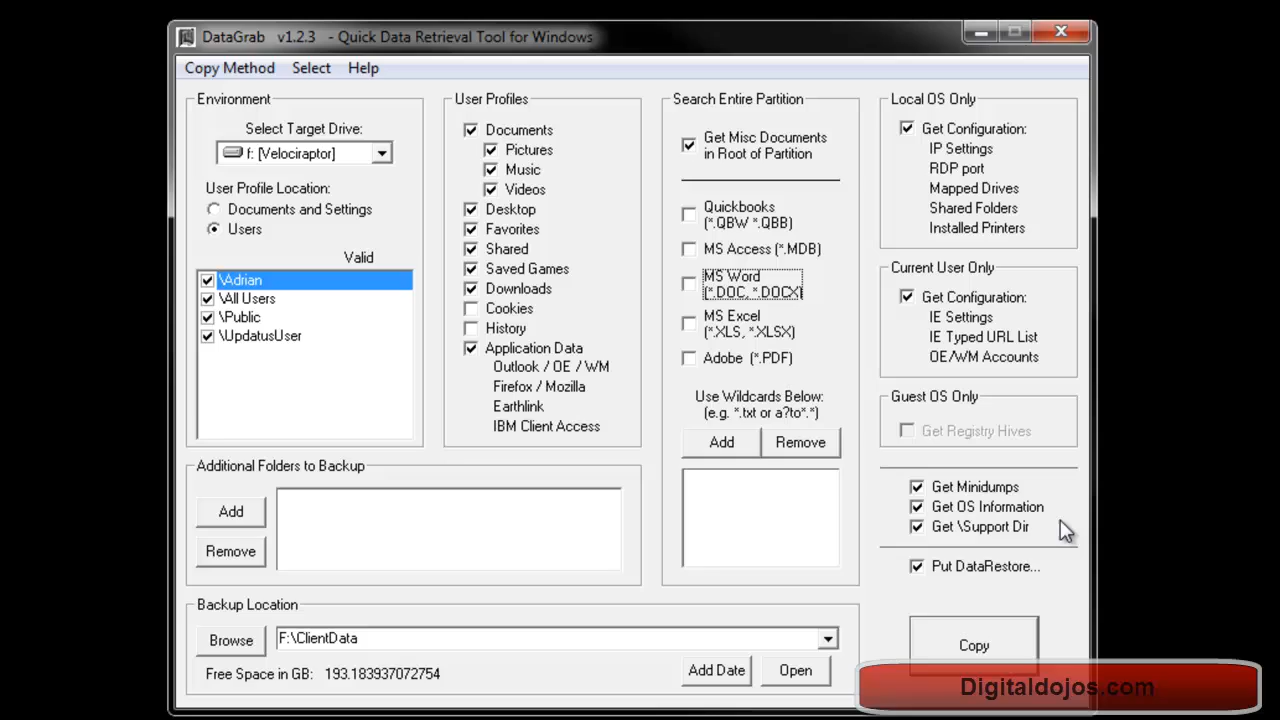 DataGrab v1.2.3 - Quick Data Retrieval Tool for Windows
Copy Method Select Help
Environment
Select Target Drive:
f: [Velociraptor]
User Profile Location:
Documents and Settings
Users
Valid
\Adrian
\All Users
\Public
\UpdatusUser
User Profiles
Documents
Pictures
Music
Videos
Desktop
Favorites
Shared
Saved Games
Downloads
Cookies
History
Application Data
Outlook / OE / WM
Firefox / Mozilla
Earthlink
IBM Client Access
Search Entire Partition
Get Misc Documents
in Root of Partition
Quickbooks
(*.QBW *.QBB)
MS Access (*.MDB)
MS Word
(*.DOC, *.DOCX)
MS Excel
(*.XLS, *.XLSX)
Adobe (*.PDF)
Use Wildcards Below:
(e.g. *.txt or a?to*.*)
Add Remove
Local OS Only
Get Configuration:
IP Settings
RDP port
Mapped Drives
Shared Folders
Installed Printers
Current User Only
Get Configuration:
IE Settings
IE Typed URL List
OE/WM Accounts
Guest OS Only
Get Registry Hives
Get Minidumps
Get OS Information
Get \Support Dir
Put DataRestore...
Additional Folders to Backup
Add
Remove
Backup Location
Browse
F:\ClientData
Free Space in GB: 193.183937072754
Add Date
Open
Copy
Digitaldojos.com